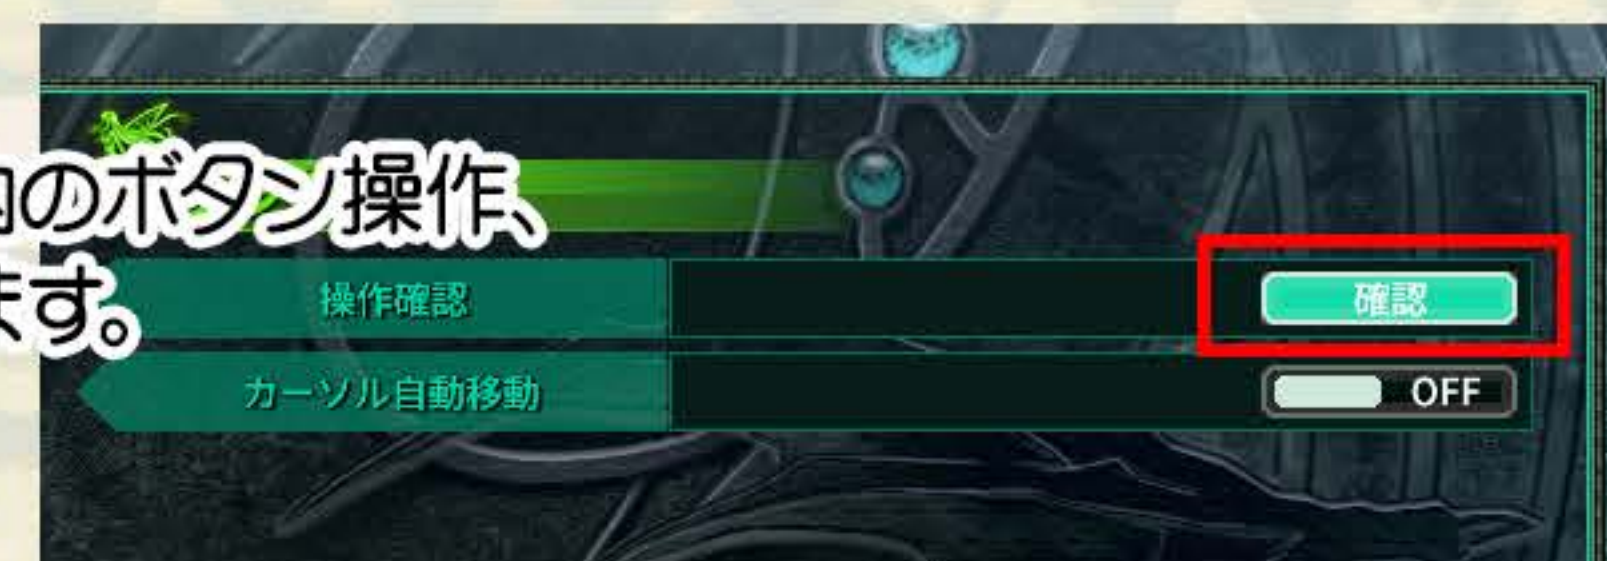 のボタン操作、
ます。
操作確認
確認
カーソル自動移動
OFF